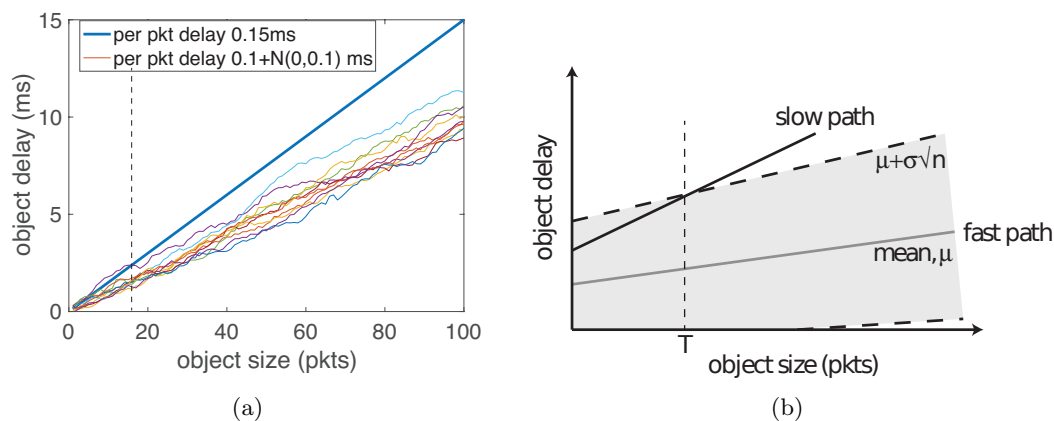 15
per pkt delay 0.15ms
per pkt delay 0.1+N(0,0.1) ms
10
5
0
object delay (ms)
0 20 40 60 80 100
object size (pkts)
(a)
slow path
μ+σ√n
object delay
fast path
mean, μ
T
object size (pkts)
(b)